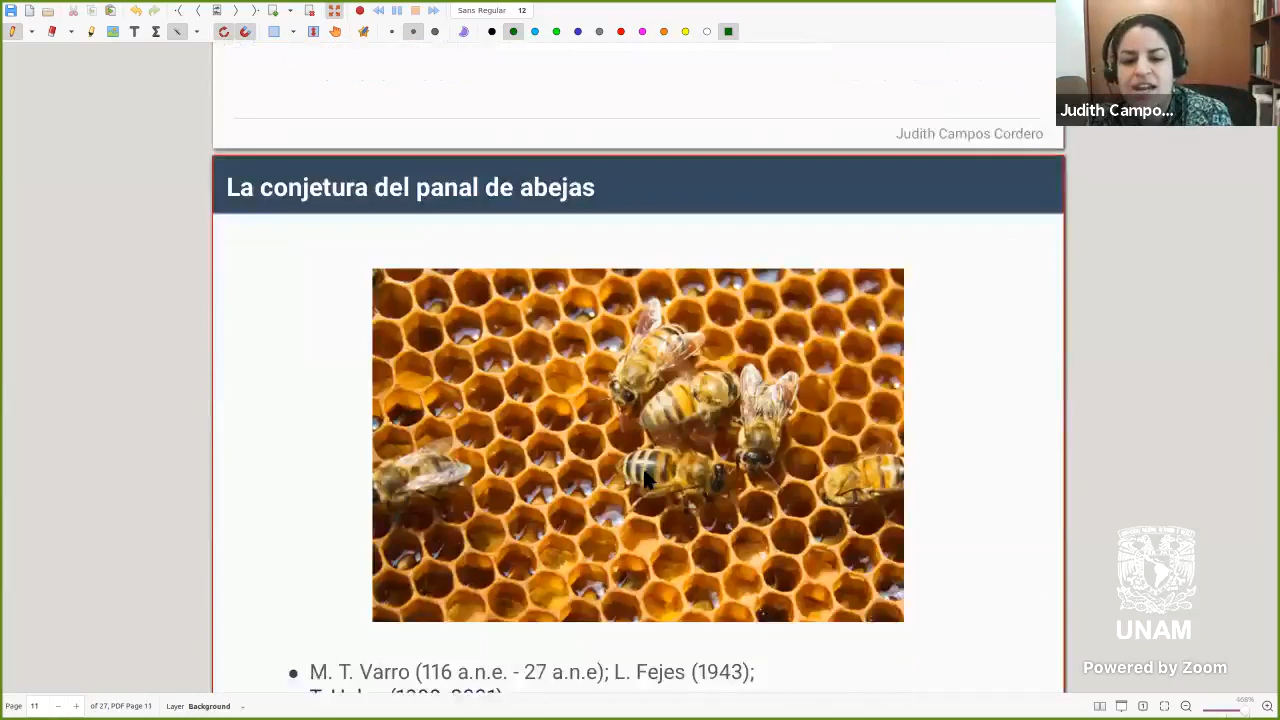 Sans Regular 12
Judith Campo...
Judith Campos Cordero
La conjetura del panal de abejas
UNAM
Powered by Zoom
● M. T. Varro (116 a.n.e. - 27 a.n.e); L. Fejes (1943);
Page 11 of 27, PDF Page 11 Layer Background
468%